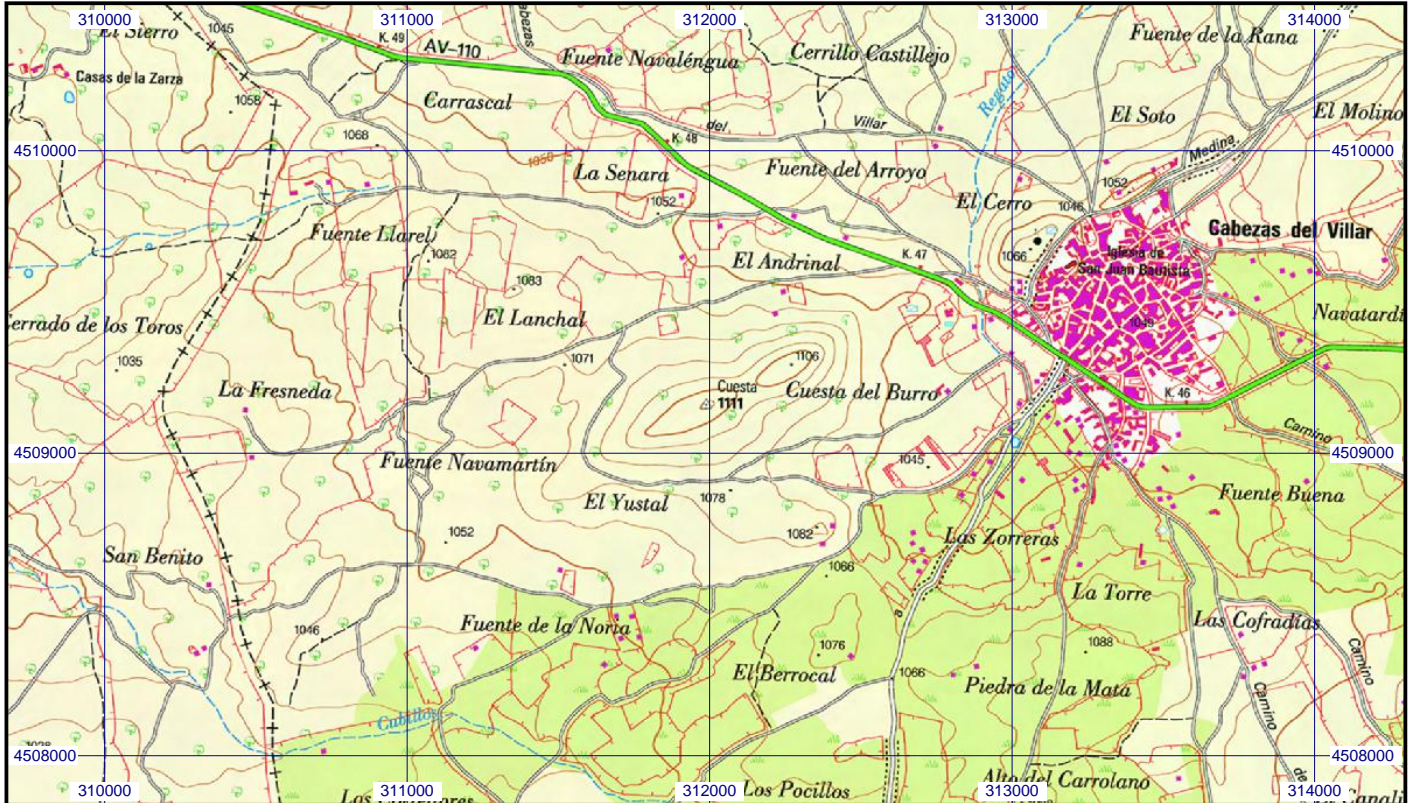 310000 311000 312000 313000 314000
El Sierro
1045
K. 49
AV-110
Cabezas
Fuente Navaléngua
Cerrillo Castillejo
Fuente de la Rana
Casas de la Zarza
1058
Carrascal
Regato
El Soto
El Molino
1068
del
Villar
K. 48
Medina
4510000
4510000
1050
La Senara
Fuente del Arroyo
1052
1052
El Cerro
1046
Fuente Llarel
1082
K. 47
1066
Cabezas del Villar
Iglesia de
San Juan Bautista
El Andrinal
1083
El Lanchal
Cerrado de los Toros
1049
Navatardi
1035
1071
1106
La Fresneda
Cuesta
1111
Cuesta del Burro
K. 46
Camino
4509000
4509000
Fuente Navamartín
1045
1078
El Yustal
Fuente Buena
1052
1082
Las Zorreras
San Benito
1066
La Torre
a
1046
Fuente de la Norta
Las Cofradías
1076
1088
Camino
El Berrocal
1066
Piedra de la Mata
Camino
Cubillos
4508000
4508000
Alto del Carrolano
de
Los Pocillos
310000 311000 312000 313000 314000